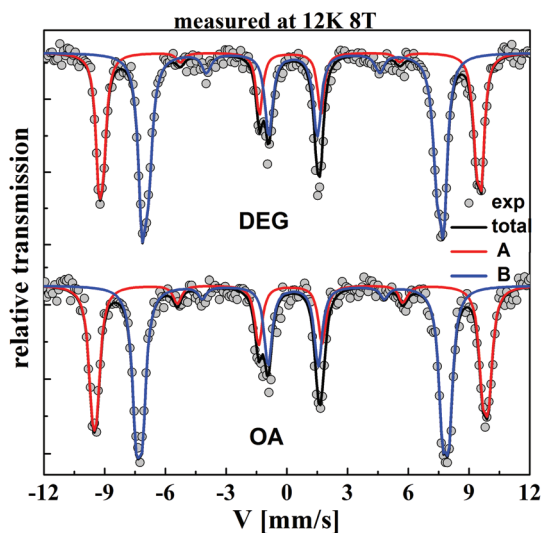 measured at 12K 8T
relative transmission
DEG
exp
total
A
B
OA
-12 -9 -6 -3 0 3 6 9 12
V [mm/s]